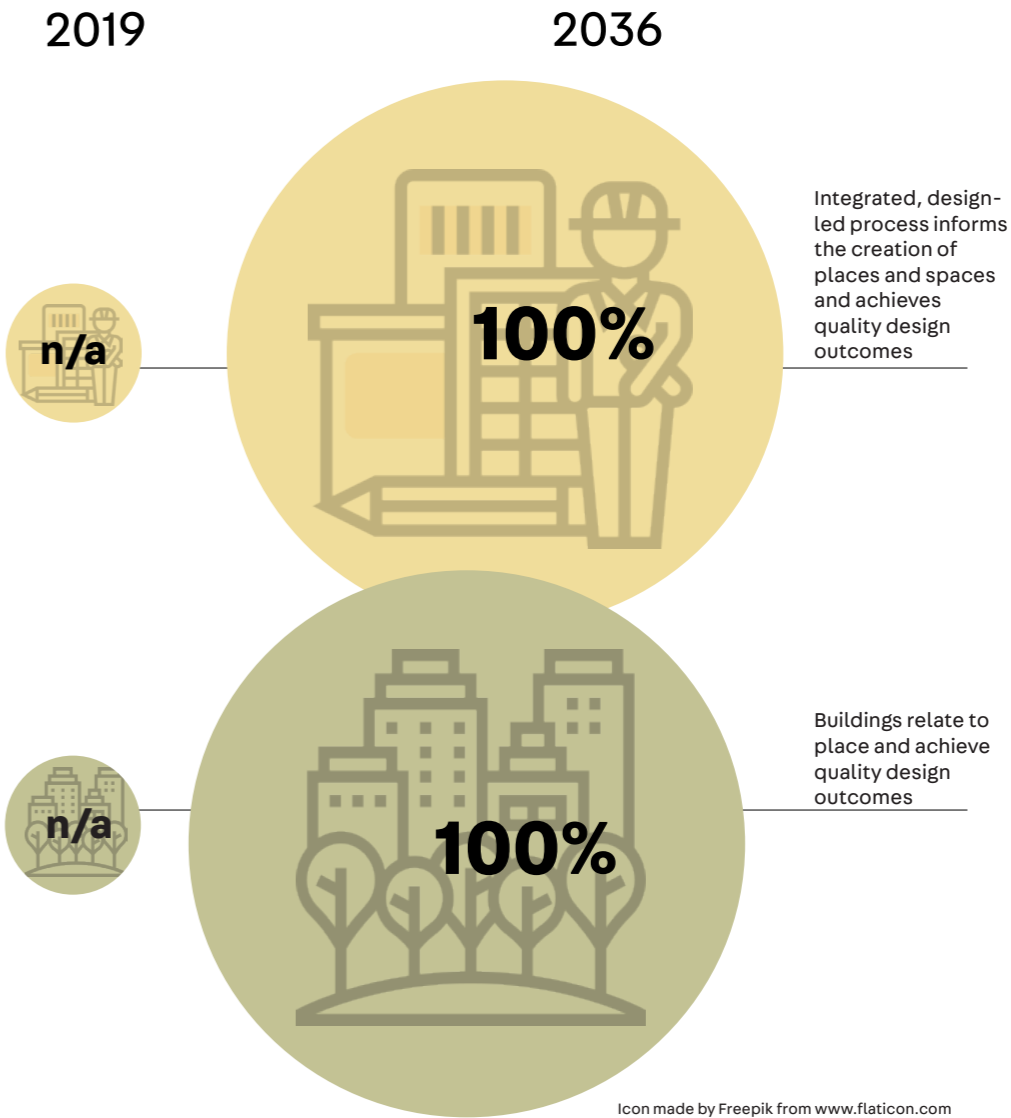 2019
2036
n/a
100%
Integrated, design-
led process informs
the creation of
places and spaces
and achieves
quality design
outcomes
n/a
100%
Buildings relate to
place and achieve
quality design
outcomes
Icon made by Freepik from www.flaticon.com